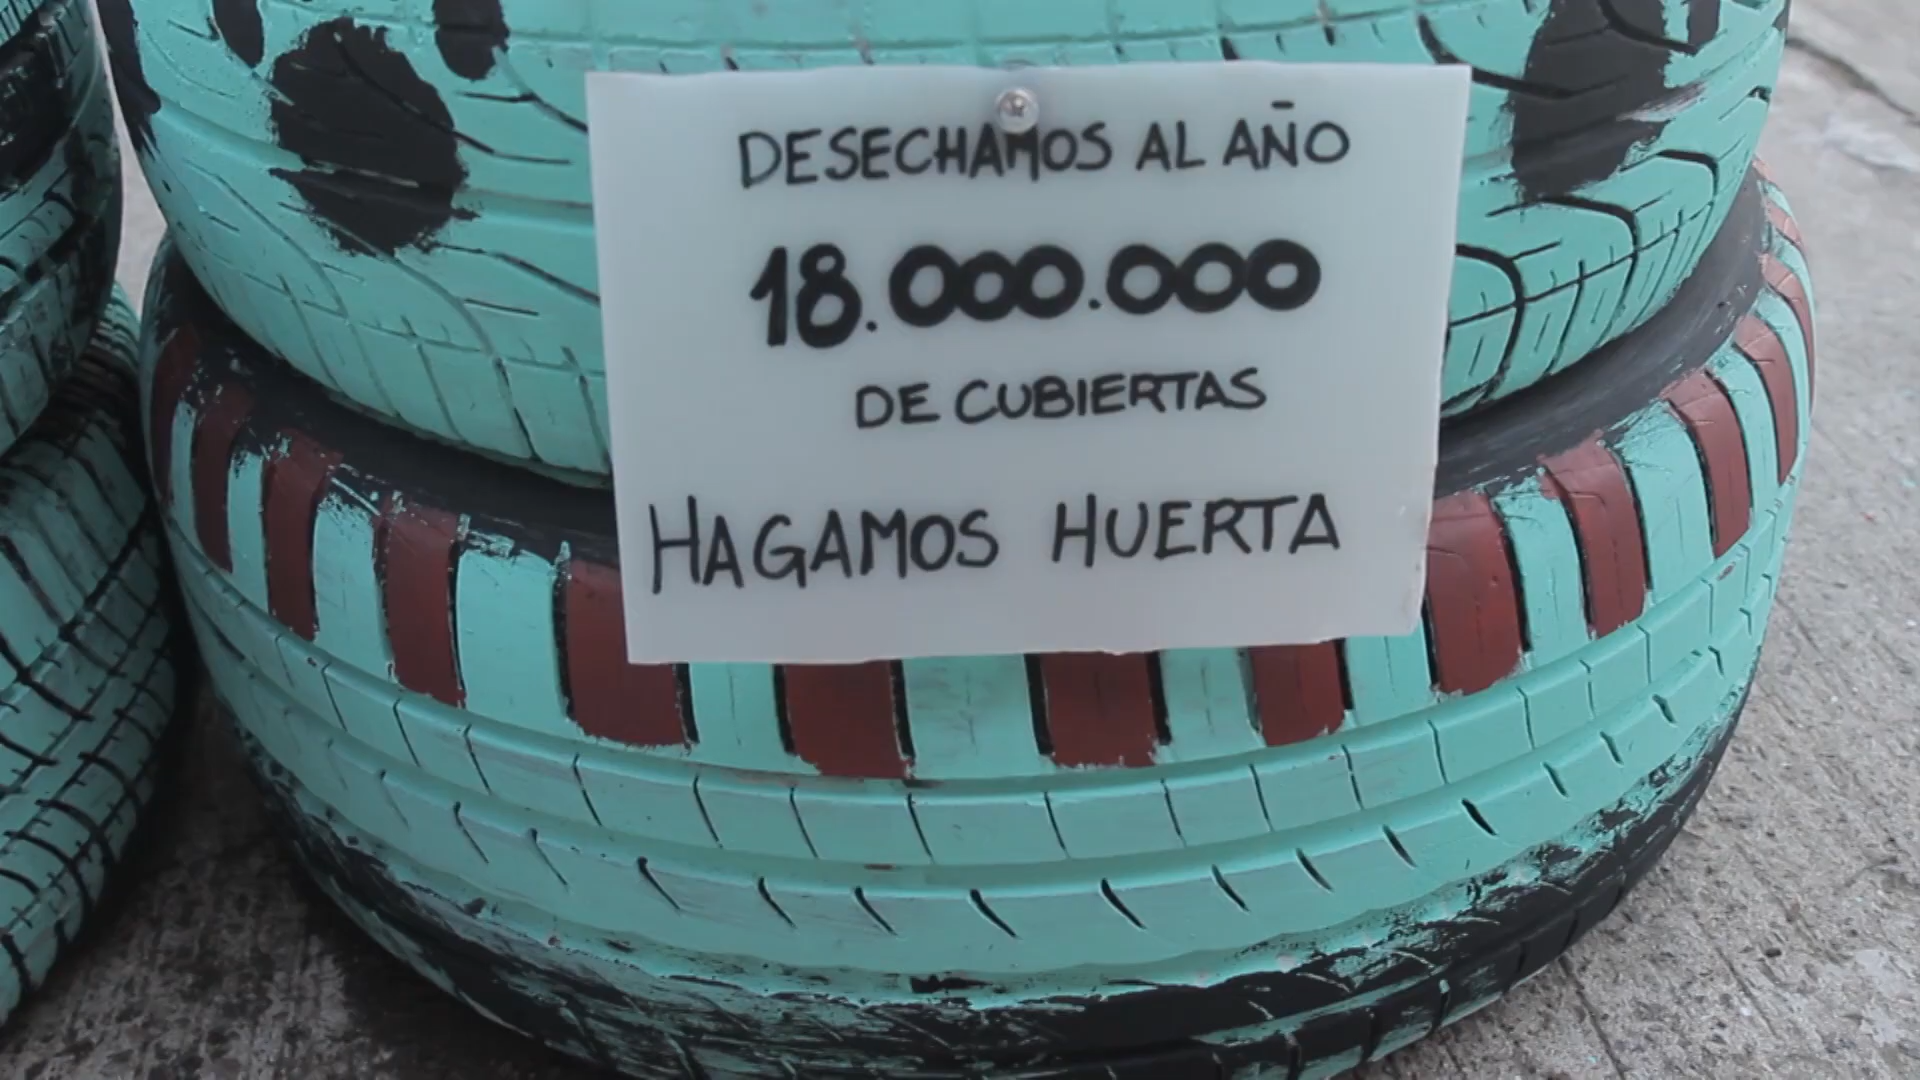 DESECHAMOS AL AÑO
18.000.000
DE CUBIERTAS
HAGAMOS HUERTA